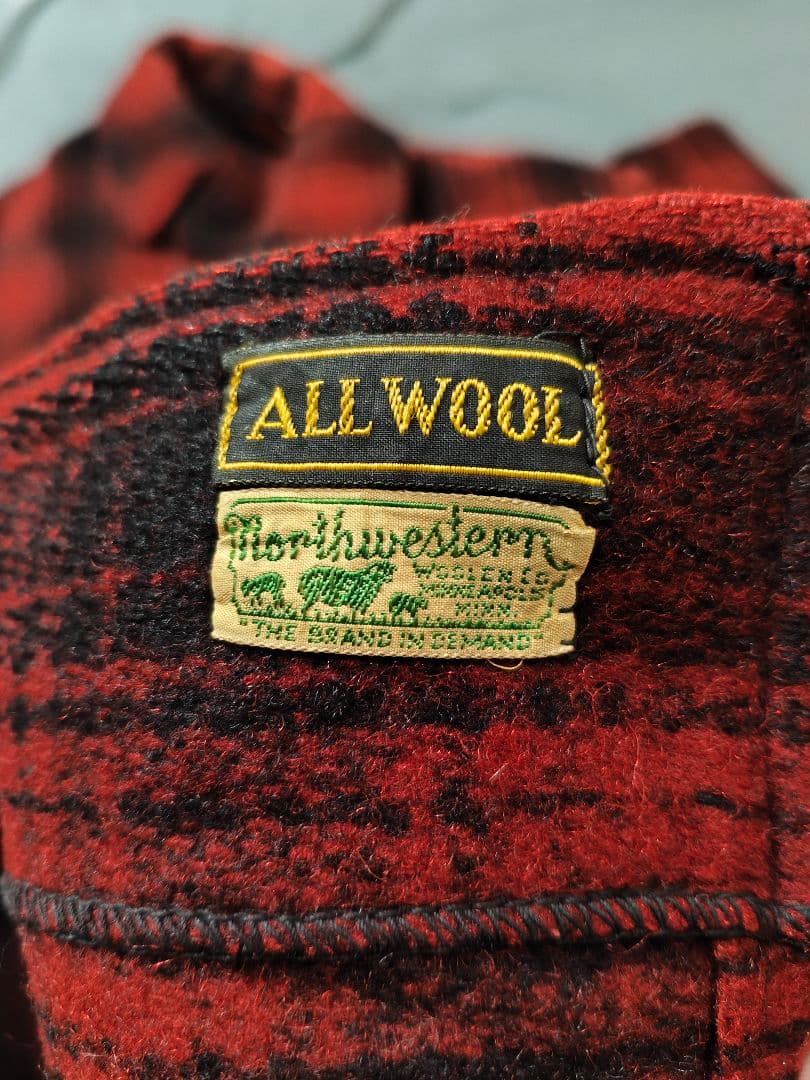 ALL WOOL
Northwestern
WOOLEN CO.
MINNEAPOLIS
MINN.
"THE BRAND IN DEMAND"